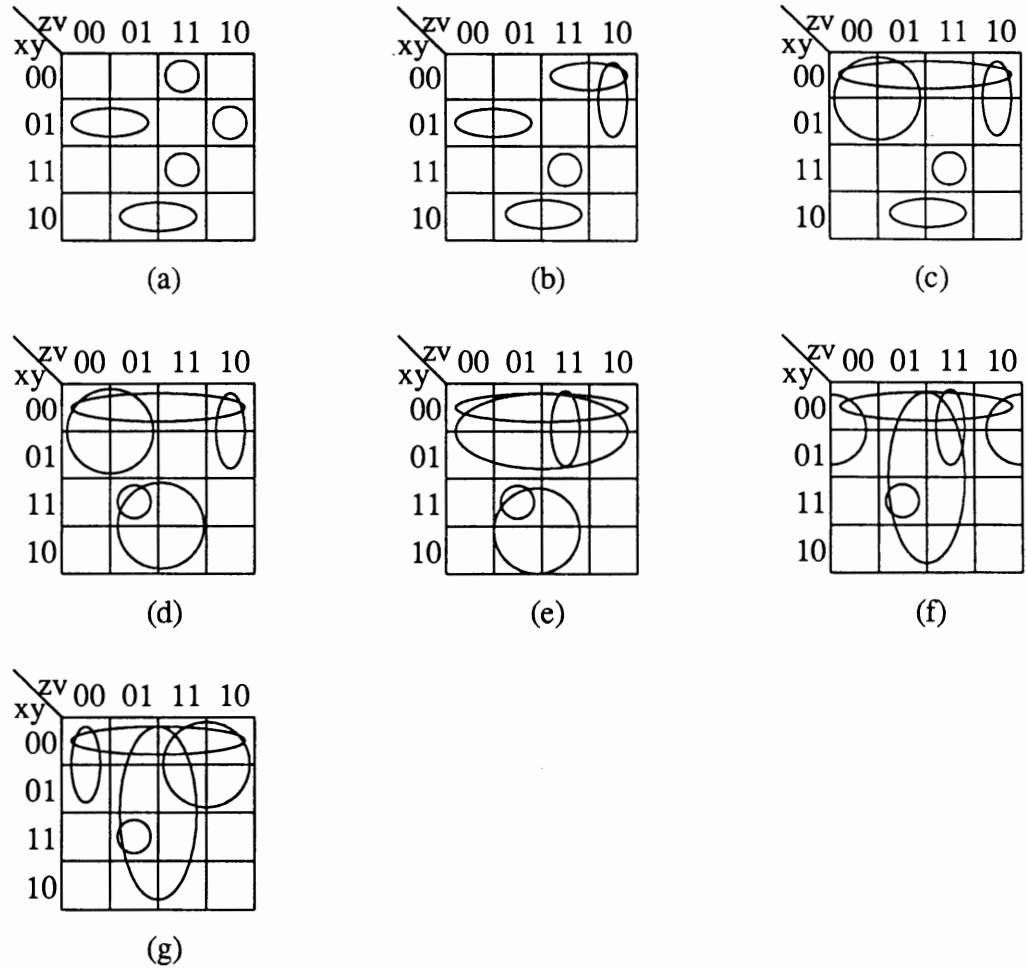 zv 00 01 11 10 zv 00 01 11 10 zv 00 01 11 10
xy xy xy
00 00 00
01 01 01
11 11 11
10 10 10
(a) (b) (c)
zv 00 01 11 10 zv 00 01 11 10 zv 00 01 11 10
xy xy xy
00 00 00
01 01 01
11 11 11
10 10 10
(d) (e) (f)
zv 00 01 11 10
xy
00
01
11
10
(g)